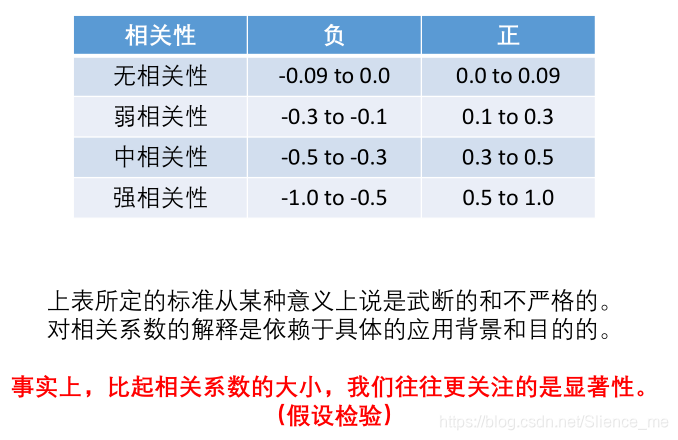 相关性 负 正
无相关性 -0.09 to 0.0 0.0 to 0.09
弱相关性 -0.3 to -0.1 0.1 to 0.3
中相关性 -0.5 to -0.3 0.3 to 0.5
强相关性 -1.0 to -0.5 0.5 to 1.0
上表所定的标准从某种意义上说是武断的和不严格的。
对相关系数的解释是依赖于具体的应用背景和目的的。
事实上，比起相关系数的大小，我们往往更关注的是显著性。
（假设检验）
https://blog.csdn.net/Slience_me